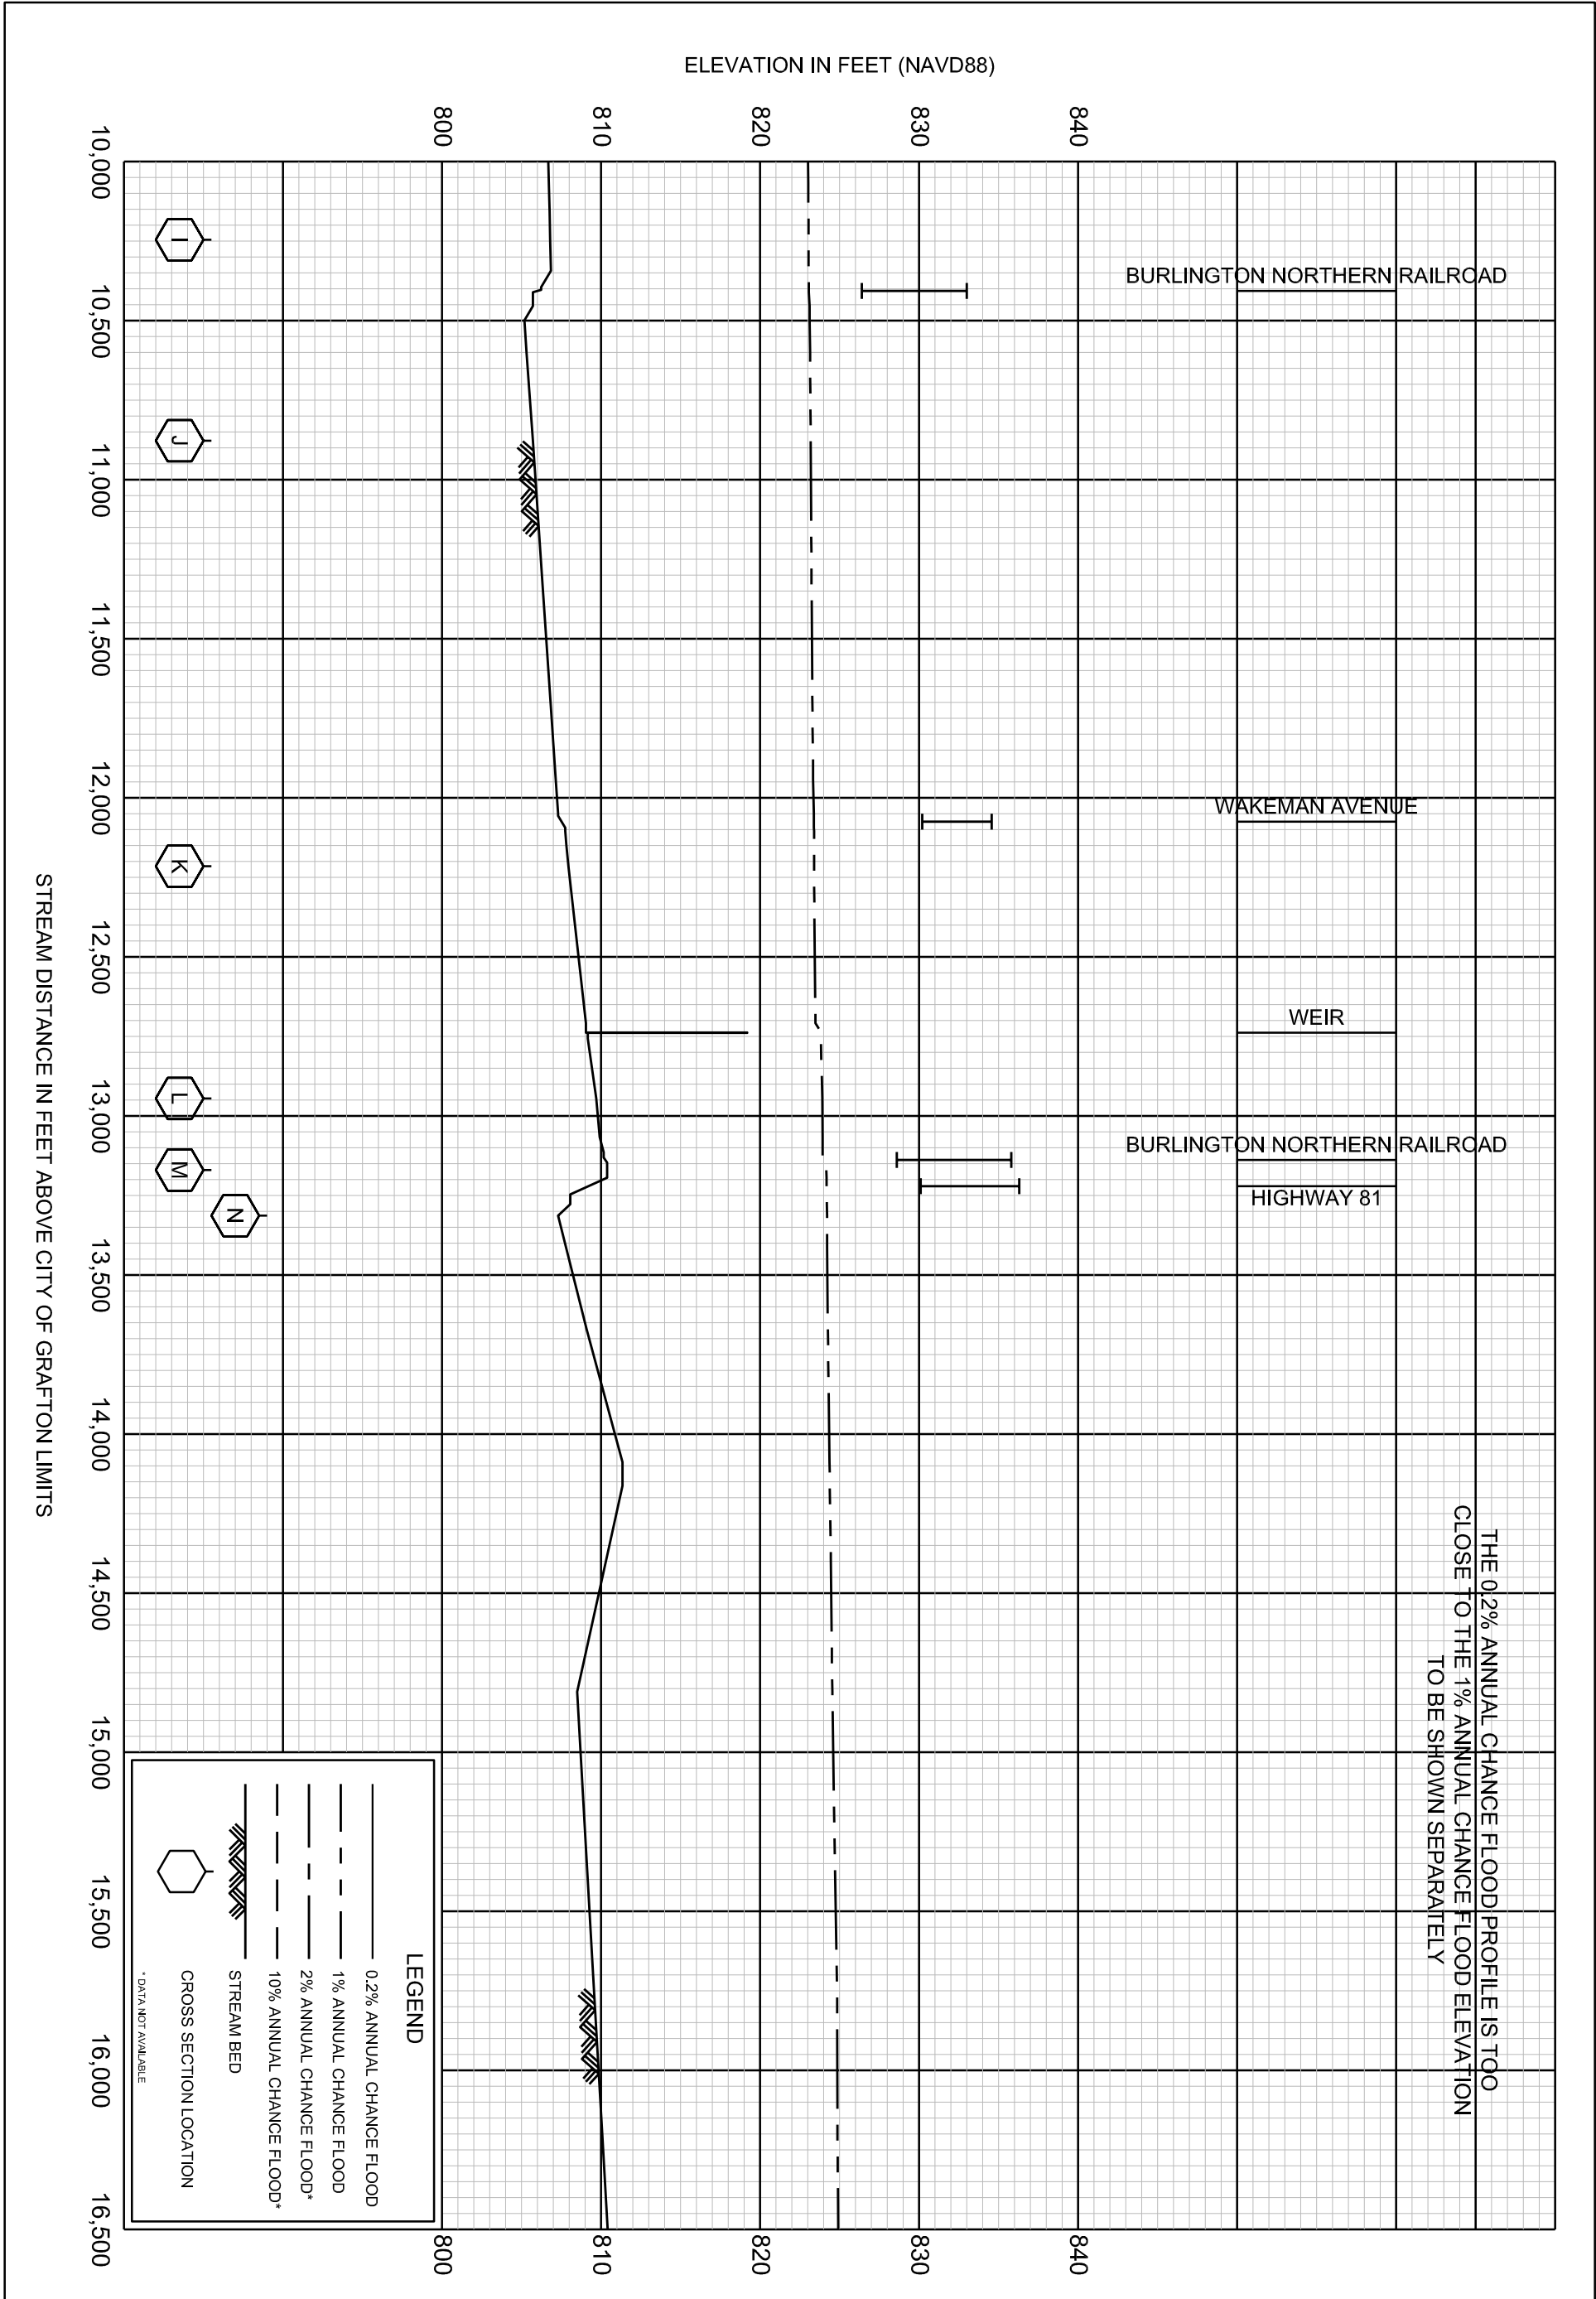 THE 0.2% ANNUAL CHANCE FLOOD PROFILE IS TOO
CLOSE TO THE 1% ANNUAL CHANCE FLOOD ELEVATION
TO BE SHOWN SEPARATELY
BURLINGTON NORTHERN RAILROAD
WAKEMAN AVENUE
WEIR
BURLINGTON NORTHERN RAILROAD
HIGHWAY 81
ELEVATION IN FEET (NAVD88)
840
830
820
810
800
840
830
820
810
800
I
J
K
L
M
N
LEGEND
0.2% ANNUAL CHANCE FLOOD
1% ANNUAL CHANCE FLOOD
2% ANNUAL CHANCE FLOOD*
10% ANNUAL CHANCE FLOOD*
STREAM BED
CROSS SECTION LOCATION
* DATA NOT AVAILABLE
10,000
10,500
11,000
11,500
12,000
12,500
13,000
13,500
14,000
14,500
15,000
15,500
16,000
16,500
STREAM DISTANCE IN FEET ABOVE CITY OF GRAFTON LIMITS